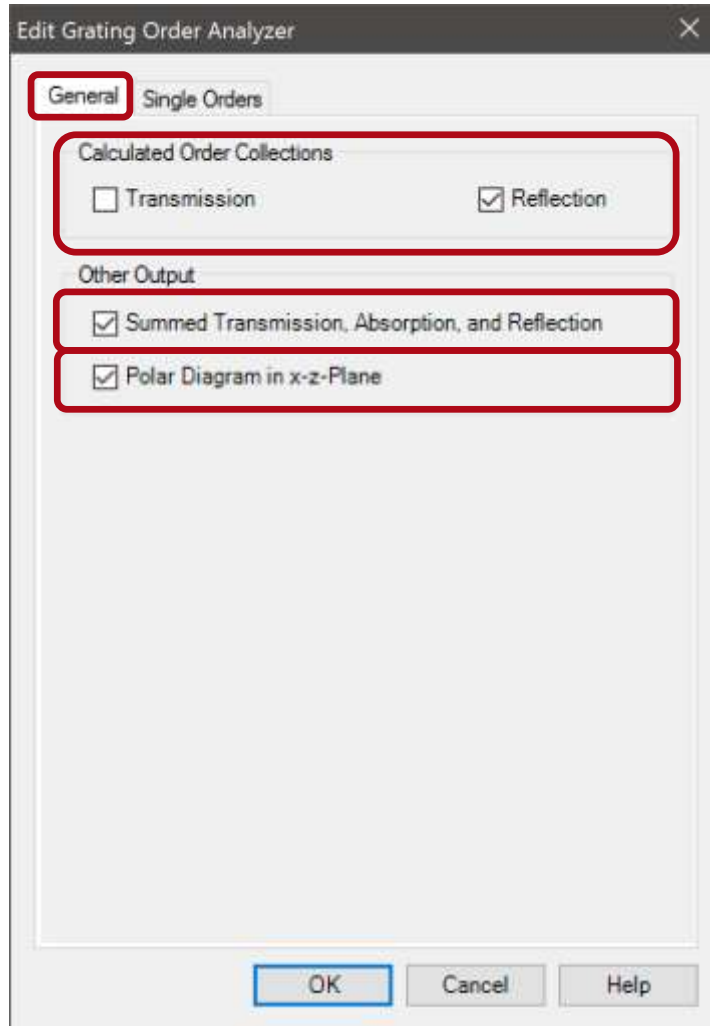 Edit Grating Order Analyzer
General Single Orders
Calculated Order Collections
Transmission Reflection
Other Output
Summed Transmission, Absorption, and Reflection
Polar Diagram in x-z-Plane
OK Cancel Help